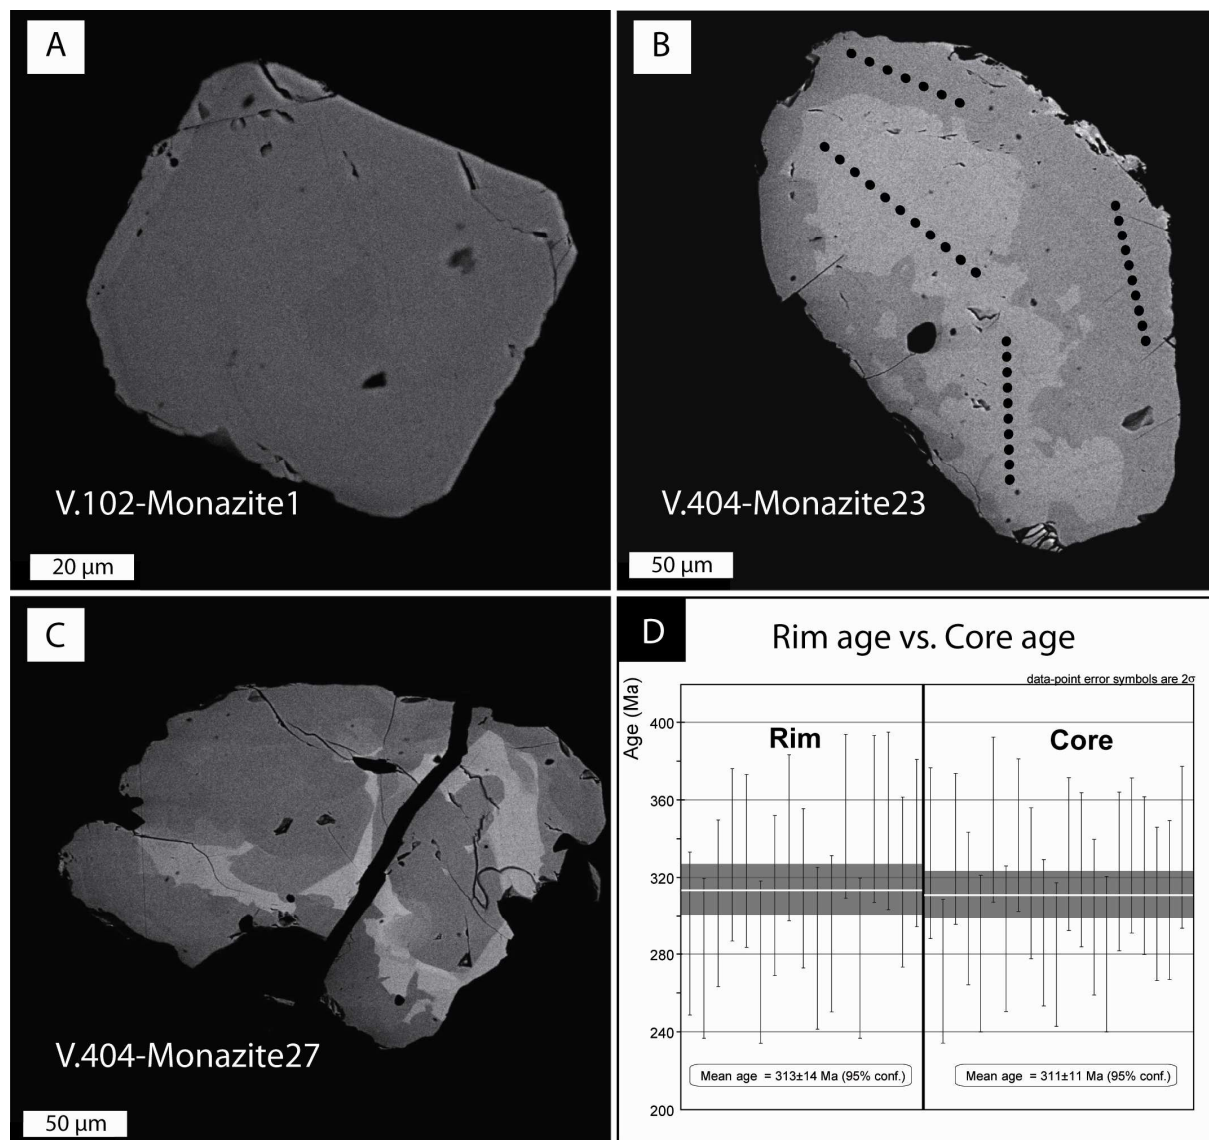 A
V.102-Monazite1
20 µm
B
V.404-Monazite23
50 µm
C
V.404-Monazite27
50 µm
D
Rim age vs. Core age
data-point error symbols are 2σ
Age (Ma)
400
360
320
280
240
200
Rim
Core
Mean age = 313±14 Ma (95% conf.)
Mean age = 311±11 Ma (95% conf.)